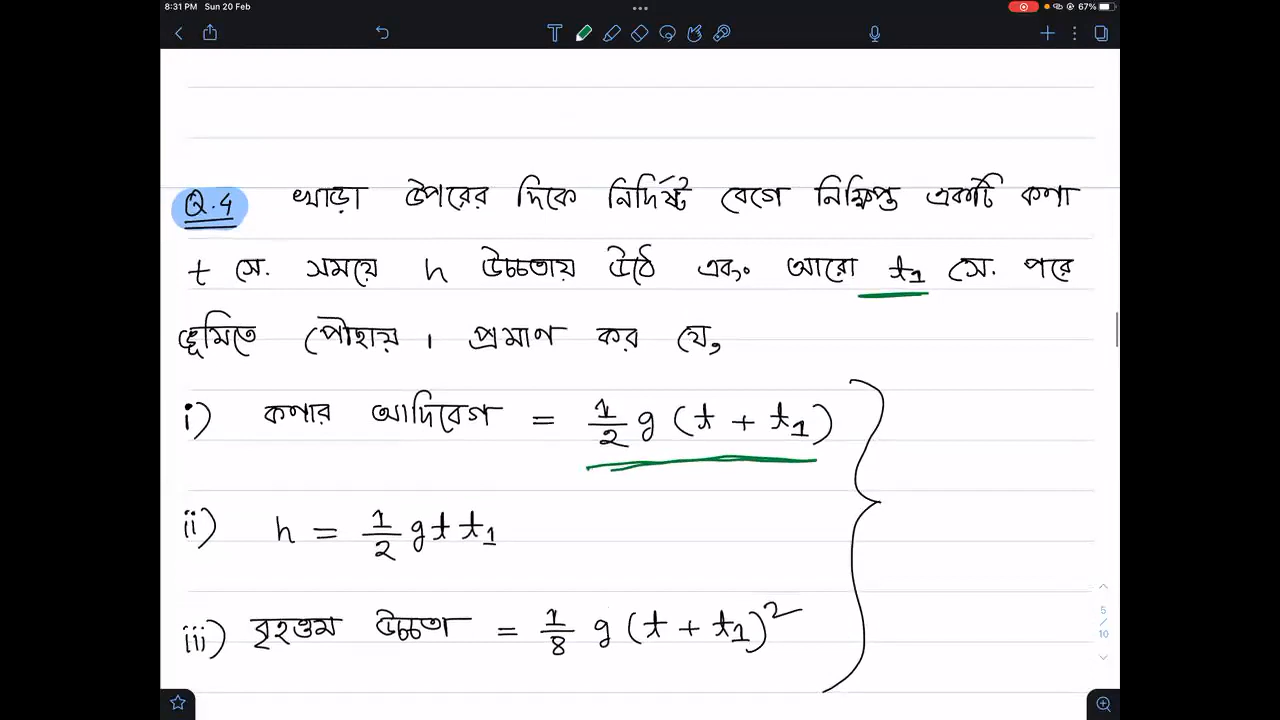 8:31 PM Sun 20 Feb
67%
Q.4 খাড়া উপরের দিকে নির্দিষ্ট বেগে নিক্ষিপ্ত একটি কণা
t সে. সময়ে h উচ্চতায় উঠে এবং আরো t₁ সে. পরে
ভূমিতে পৌছায়। প্রমাণ কর যে,
i) কণার আদিবেগ = 1/2 g (t + t₁)
ii) h = 1/2 g t t₁
iii) বৃহত্তম উচ্চতা = 1/8 g (t + t₁)²
5
/
10